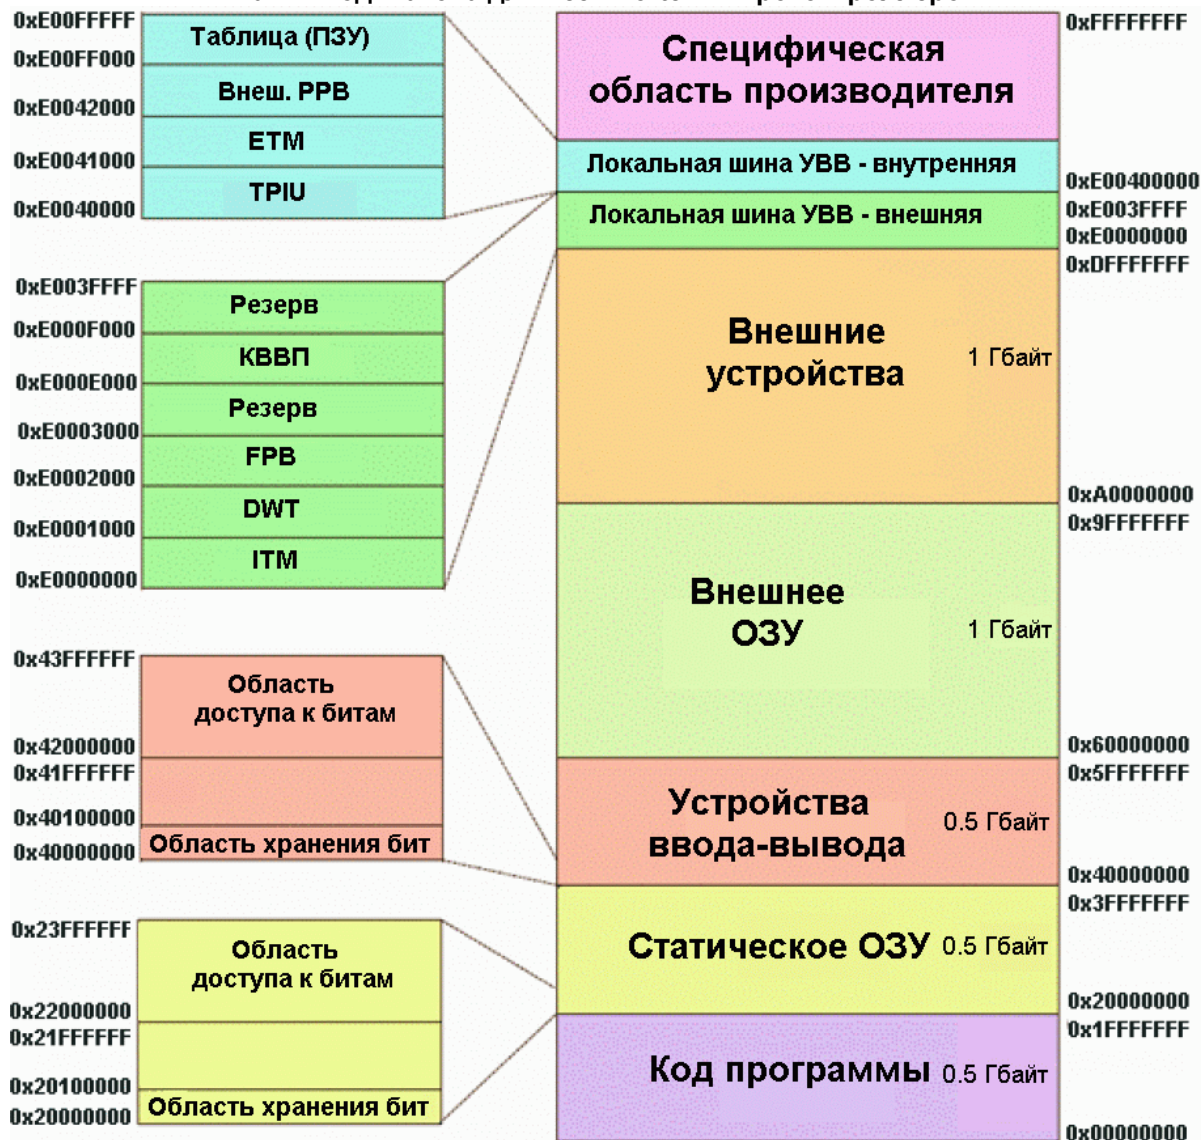 0xE00FFFFF
Таблица (ПЗУ)
0xE00FF000
Внеш. PPB
0xE0042000
ETM
0xE0041000
TPIU
0xE0040000
0xE003FFFF
Резерв
0xE000F000
КВВП
0xE000E000
Резерв
0xE0003000
FPB
0xE0002000
DWT
0xE0001000
ITM
0xE0000000
0x43FFFFFF
Область
доступа к битам
0x42000000
0x41FFFFFF
0x40100000
Область хранения бит
0x40000000
0x23FFFFFF
Область
доступа к битам
0x22000000
0x21FFFFFF
0x20100000
Область хранения бит
0x20000000
0xFFFFFFFF
Специфическая
область производителя
Локальная шина УВВ - внутренняя
0xE00400000
Локальная шина УВВ - внешняя
0xE003FFFF
0xE0000000
0xDFFFFFFF
Внешние
устройства
1 Гбайт
0xA0000000
0x9FFFFFFF
Внешнее
ОЗУ
1 Гбайт
0x60000000
0x5FFFFFFF
Устройства
ввода-вывода
0.5 Гбайт
0x40000000
0x3FFFFFFF
Статическое ОЗУ 0.5 Гбайт
0x20000000
0x1FFFFFFF
Код программы 0.5 Гбайт
0x00000000